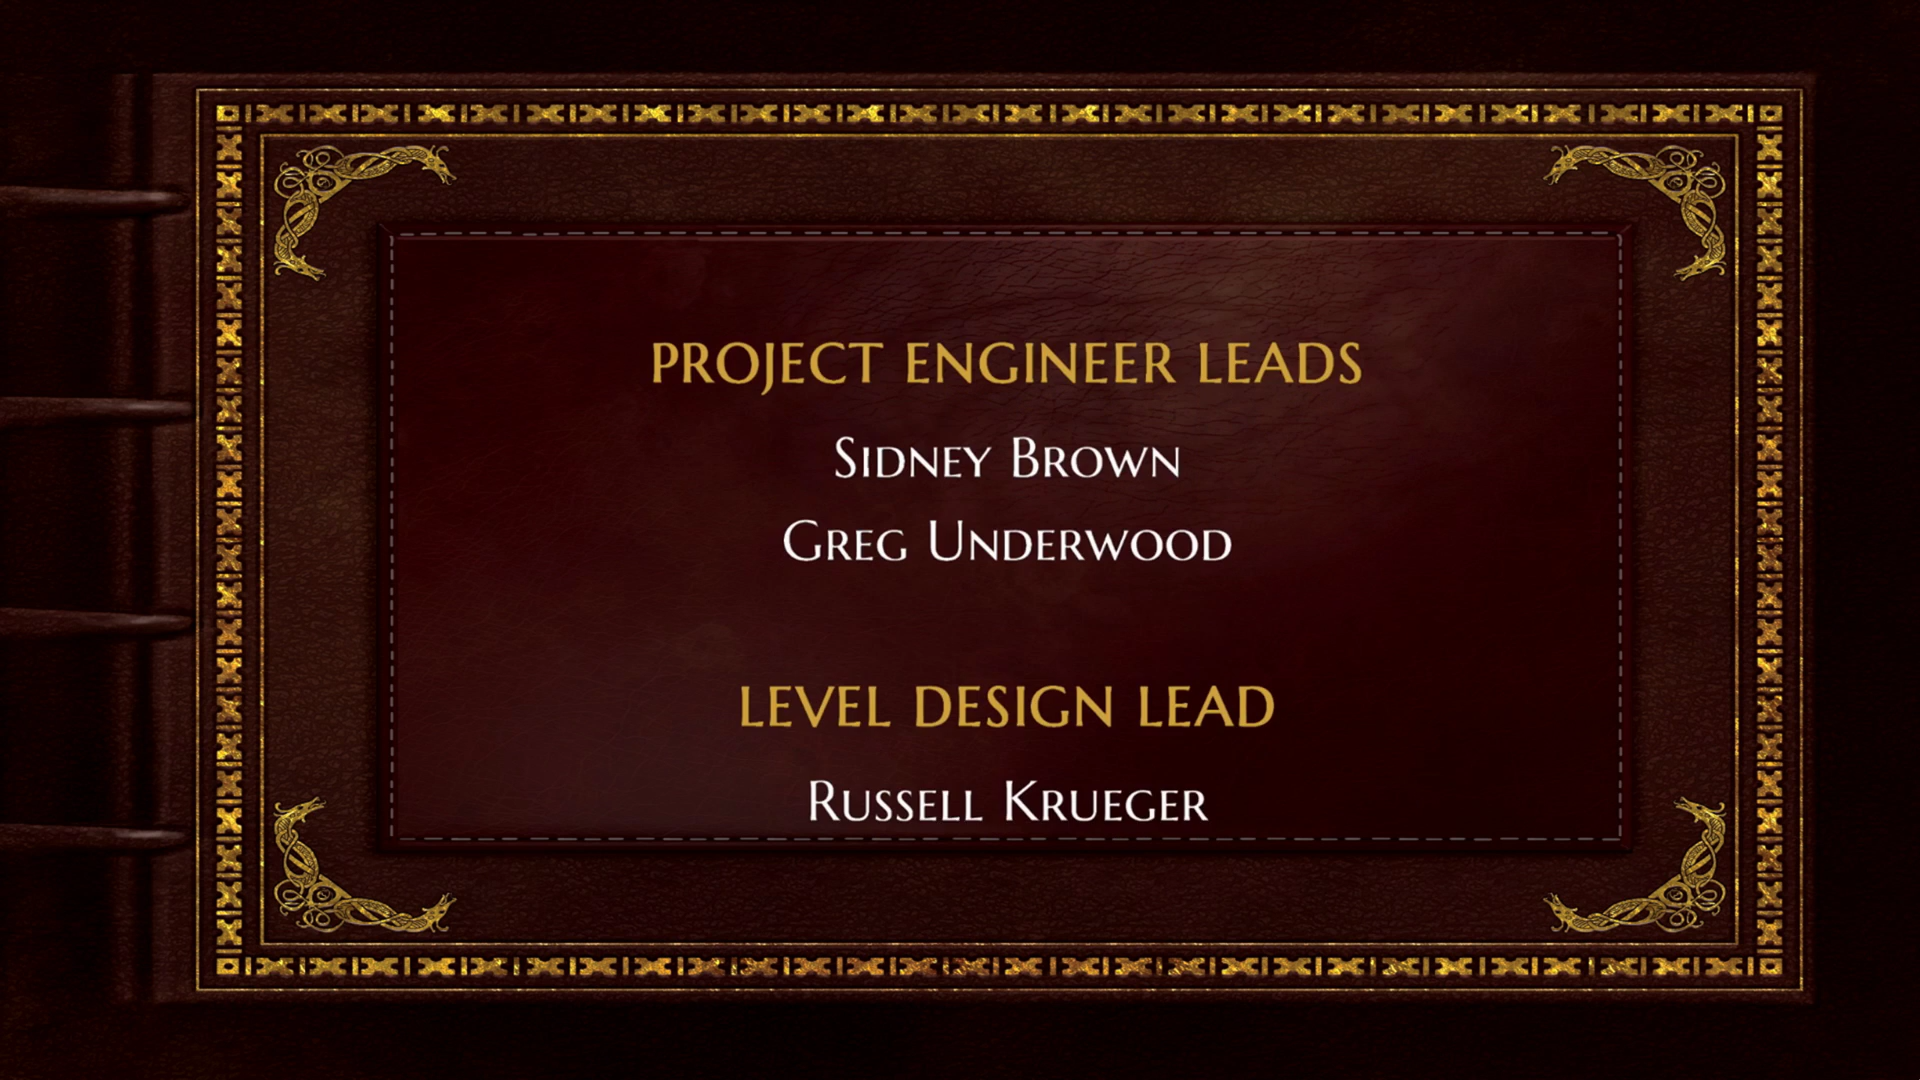 PROJECT ENGINEER LEADS
Sidney Brown
Greg Underwood
LEVEL DESIGN LEAD
Russell Krueger